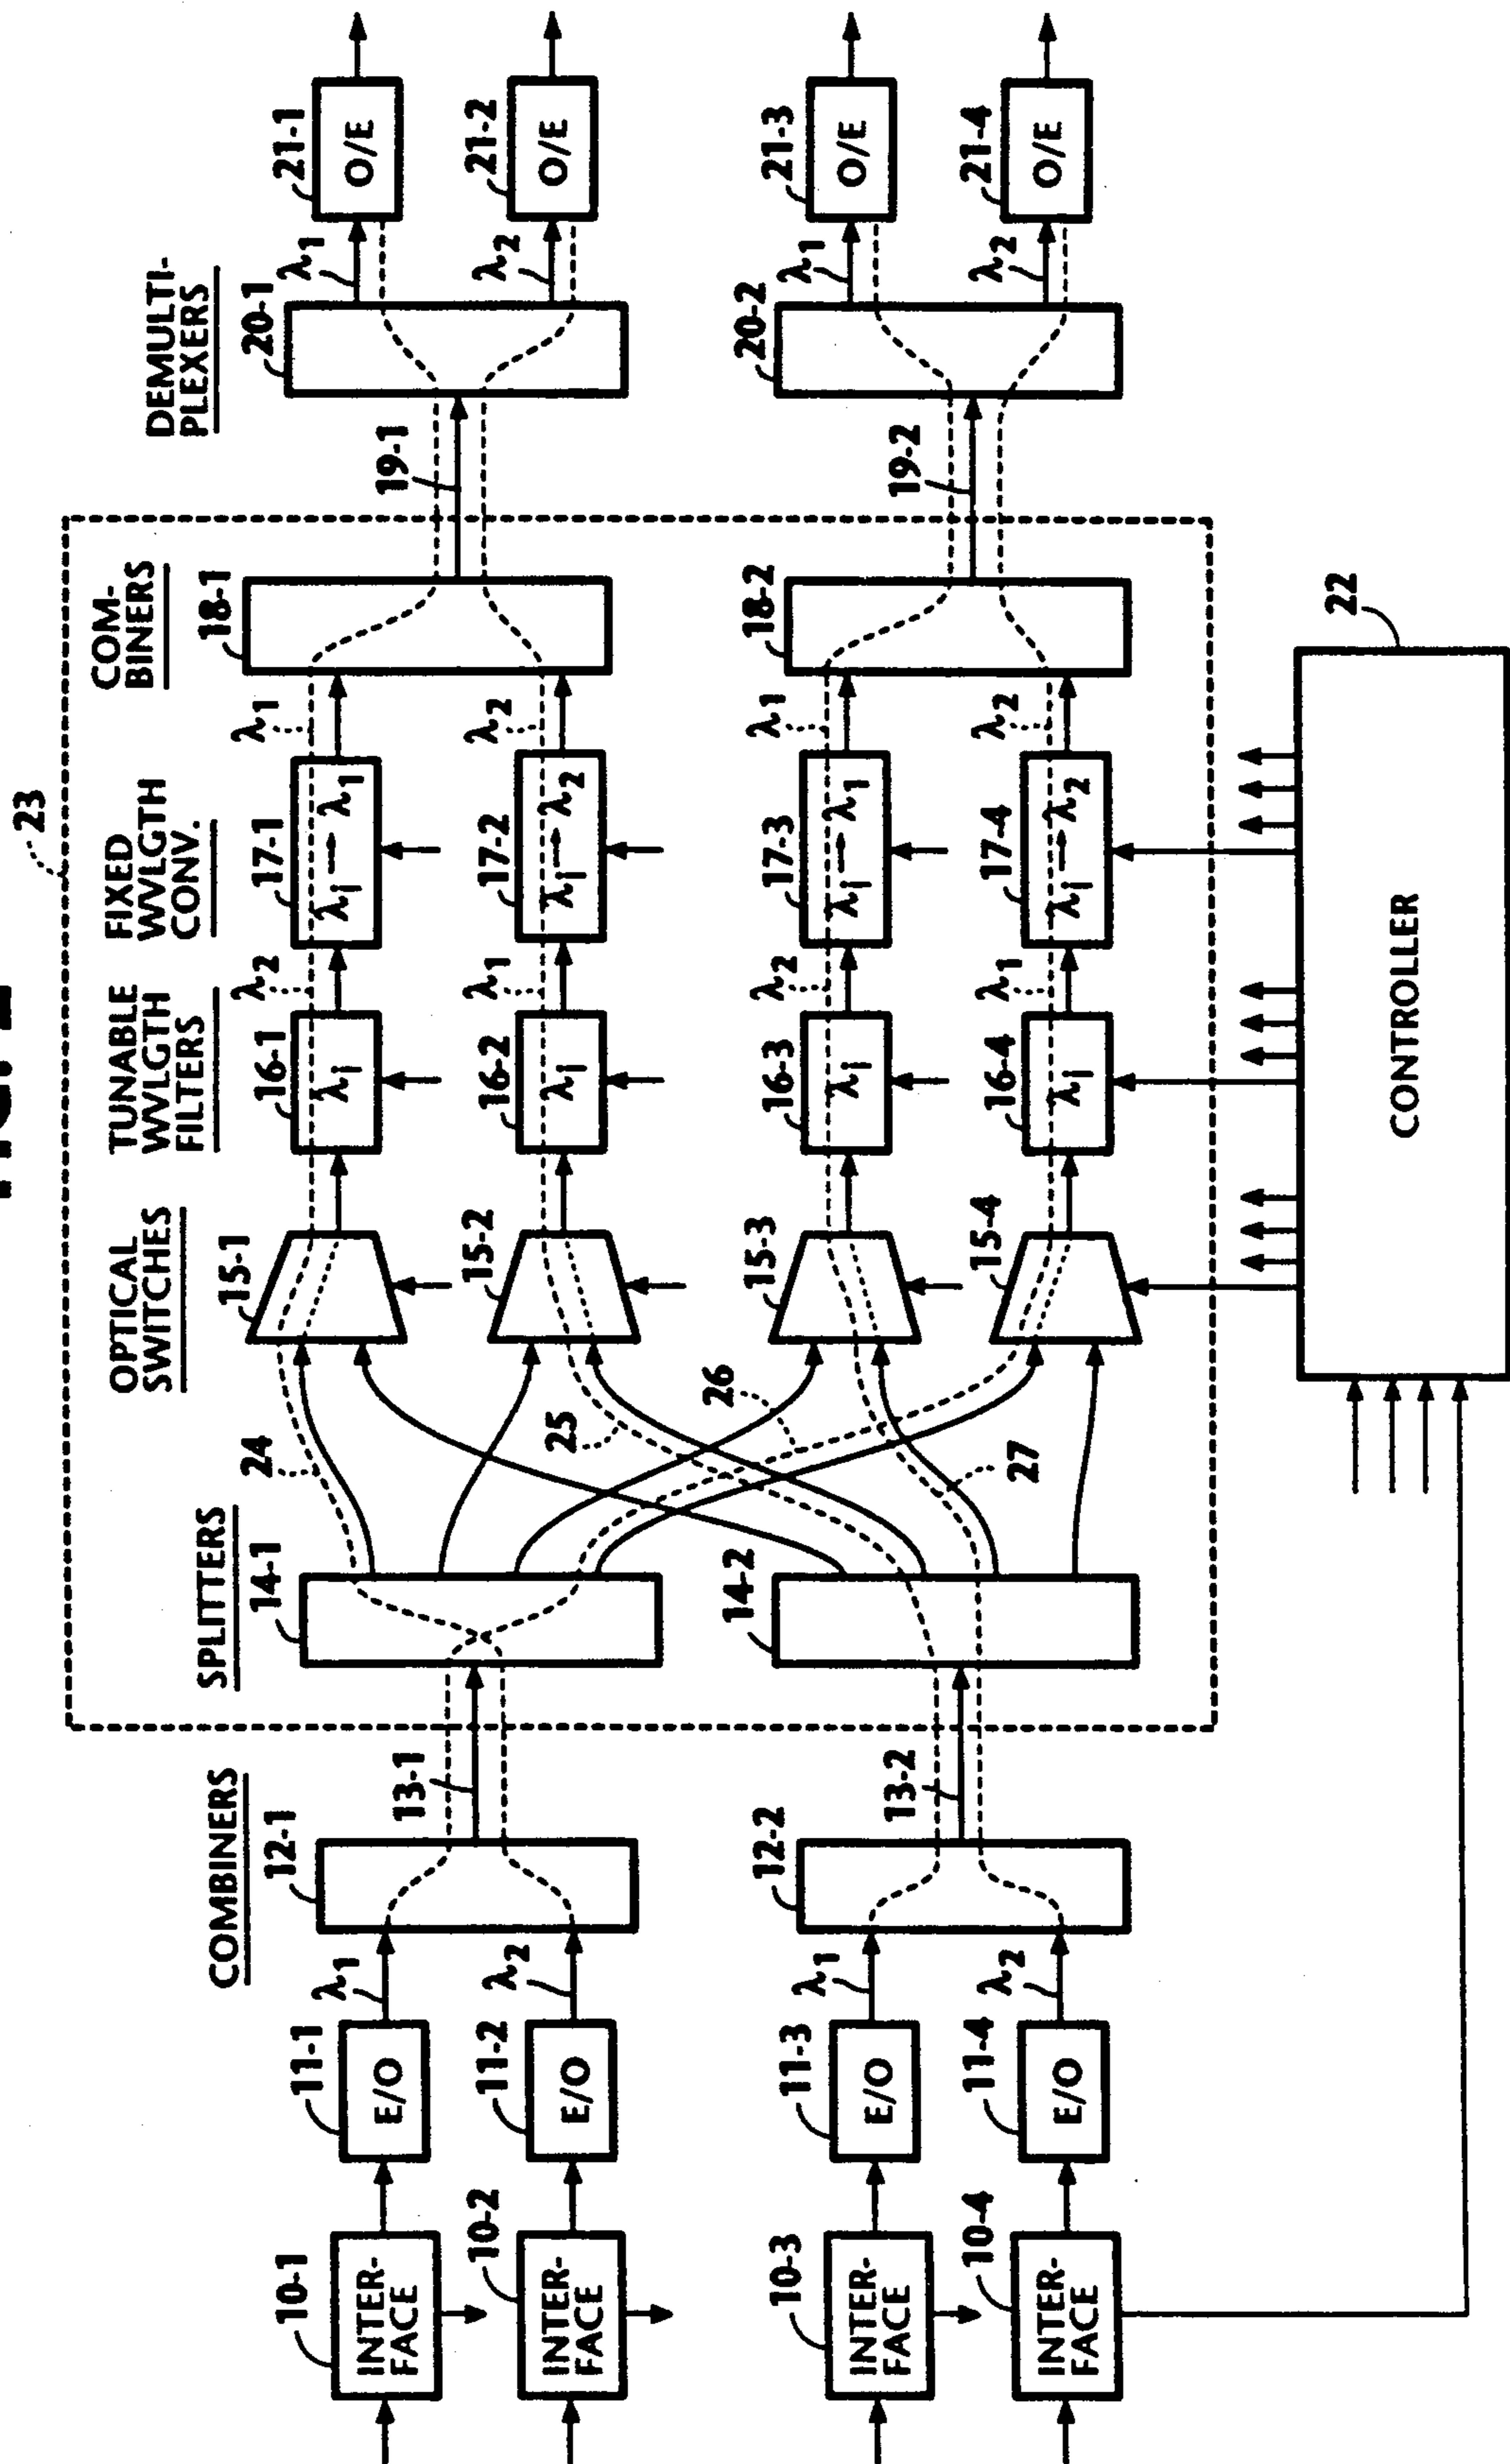 23
COMBINERS
SPLITTERS
OPTICAL
SWITCHES
TUNABLE
WVLGTH
FILTERS
FIXED
WVLGTH
CONV.
COM-
BINERS
DEMULTI-
PLEXERS
10-1
INTER-
FACE
11-1
E/O
λ1
12-1
13-1
14-1
24
15-1
16-1
λi
λ2
17-1
λi → λ1
λ1
18-1
19-1
20-1
λ1
21-1
O/E
10-2
INTER-
FACE
11-2
E/O
λ2
25
15-2
16-2
λi
λ1
17-2
λi → λ2
λ2
λ2
21-2
O/E
26
10-3
INTER-
FACE
11-3
E/O
λ1
12-2
13-2
14-2
27
15-3
16-3
λi
λ2
17-3
λi → λ1
λ1
18-2
19-2
20-2
λ1
21-3
O/E
10-4
INTER-
FACE
11-4
E/O
λ2
15-4
16-4
λi
λ1
17-4
λi → λ2
λ2
λ2
21-4
O/E
22
CONTROLLER